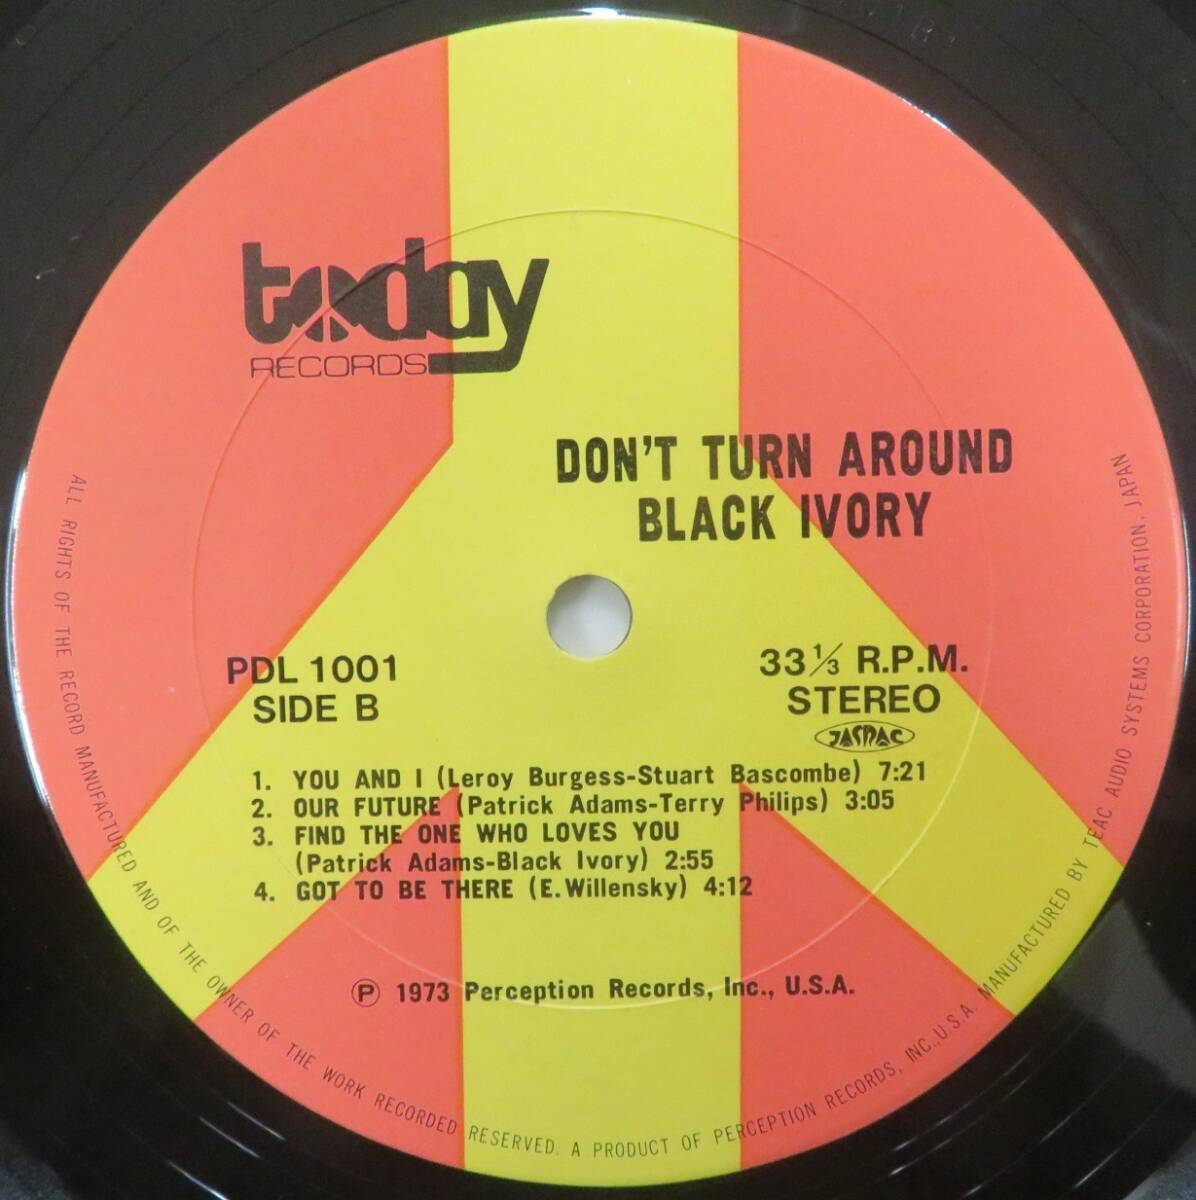 today
RECORDS
DON'T TURN AROUND
BLACK IVORY
PDL 1001
SIDE B
33 1/3 R.P.M.
STEREO
JASRAC
1. YOU AND I (Leroy Burgess-Stuart Bascombe) 7:21
2. OUR FUTURE (Patrick Adams-Terry Philips) 3:05
3. FIND THE ONE WHO LOVES YOU
(Patrick Adams-Black Ivory) 2:55
4. GOT TO BE THERE (E. Willensky) 4:12
Ⓟ 1973 Perception Records, Inc., U.S.A.
ALL RIGHTS OF THE RECORD MANUFACTURED AND OF THE OWNER OF THE WORK RECORDED RESERVED. A PRODUCT OF PERCEPTION RECORDS, INC., U.S.A. MANUFACTURED BY TEAC AUDIO SYSTEMS CORPORATION, JAPAN